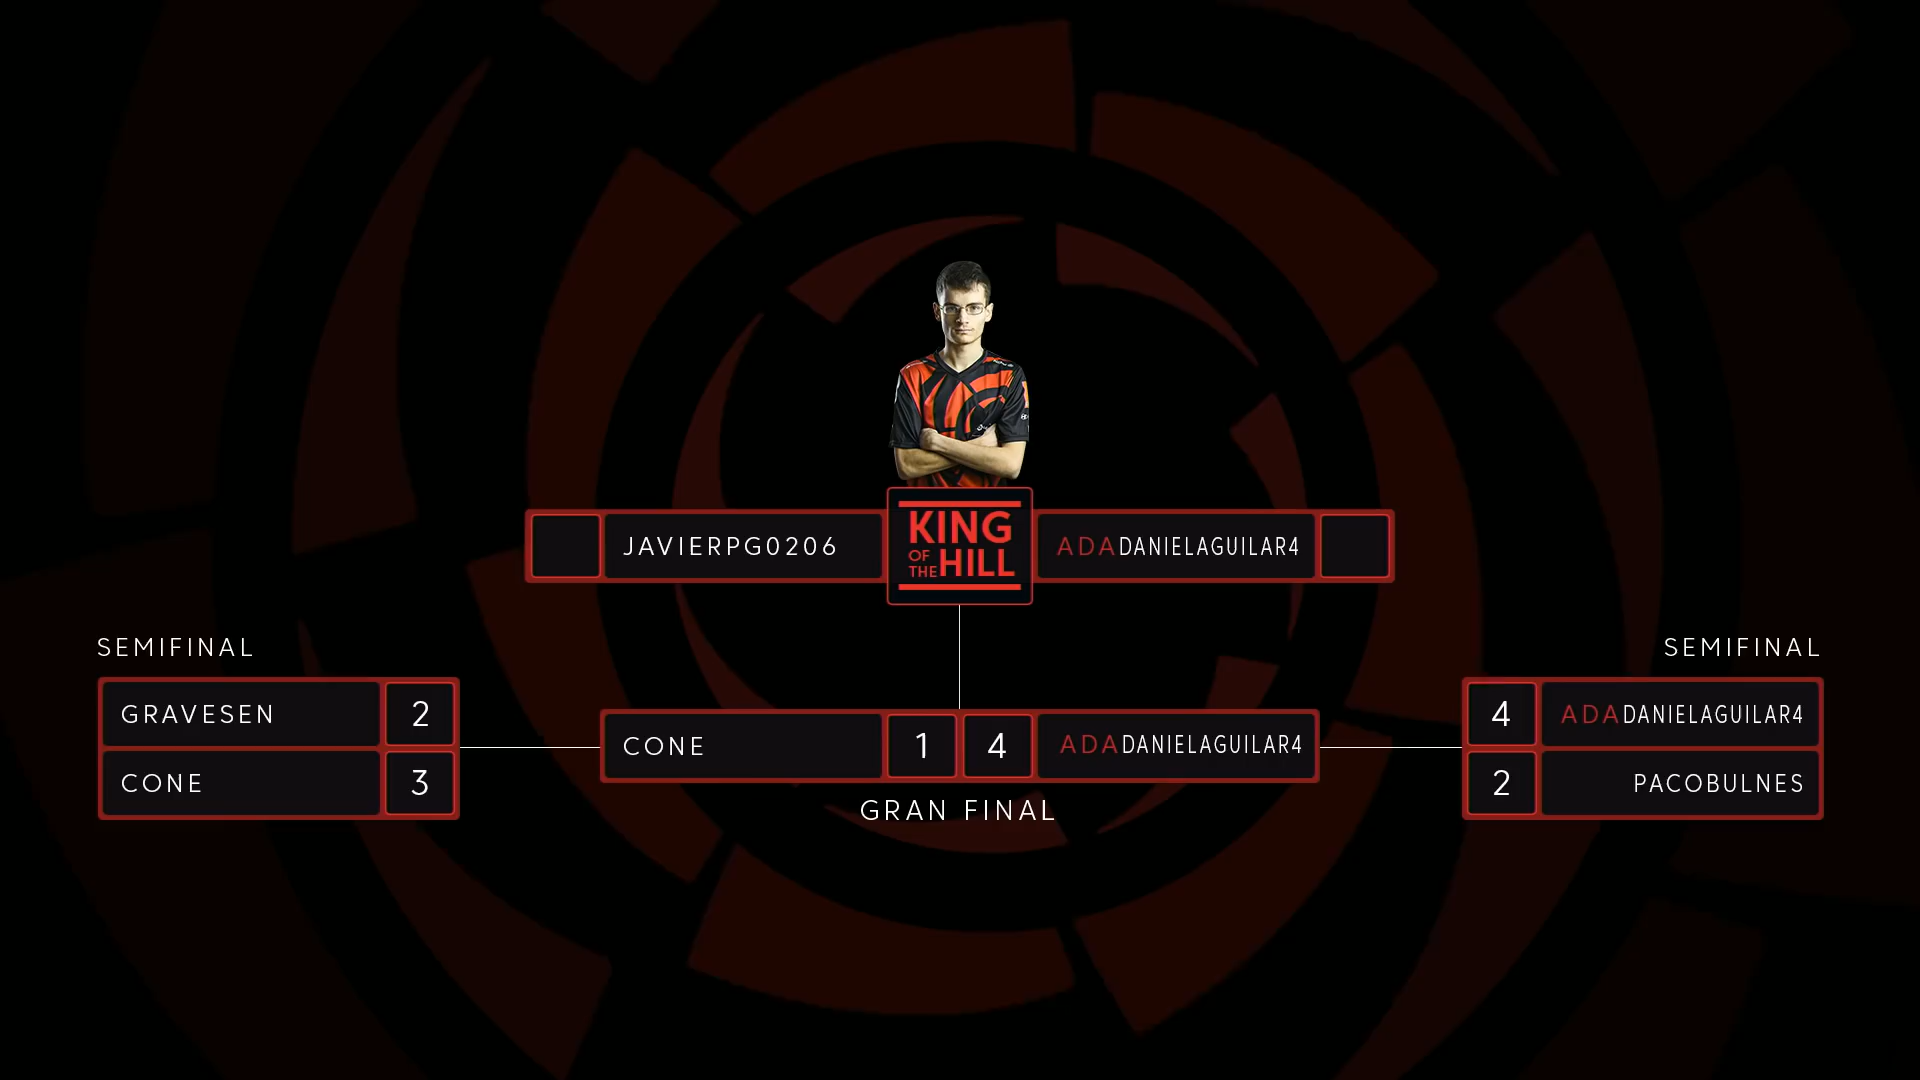 JAVIERPG0206
KING
OF
THE HILL
ADADANIELAGUILAR4
SEMIFINAL
GRAVESEN 2
CONE 3
CONE 1 4 ADADANIELAGUILAR4
GRAN FINAL
SEMIFINAL
4 ADADANIELAGUILAR4
2 PACOBULNES